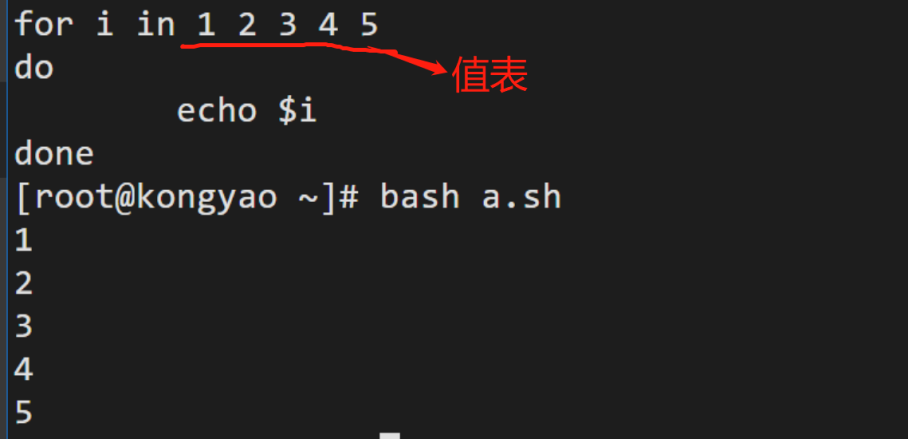 for i in 1 2 3 4 5
值表
do
echo $i
done
[root@kongyao ~]# bash a.sh
1
2
3
4
5